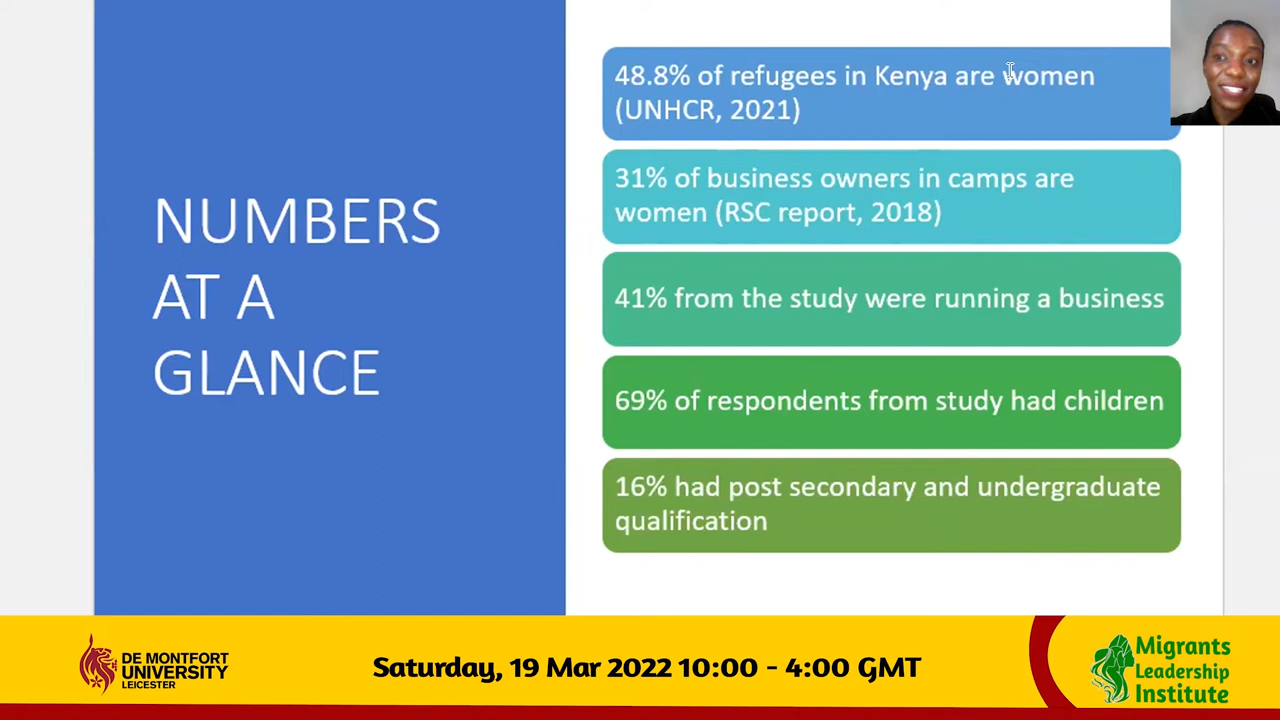 NUMBERS
AT A
GLANCE
48.8% of refugees in Kenya are women
(UNHCR, 2021)
31% of business owners in camps are
women (RSC report, 2018)
41% from the study were running a business
69% of respondents from study had children
16% had post secondary and undergraduate
qualification
DE MONTFORT
UNIVERSITY
LEICESTER
Saturday, 19 Mar 2022 10:00 - 4:00 GMT
Migrants
Leadership
Institute